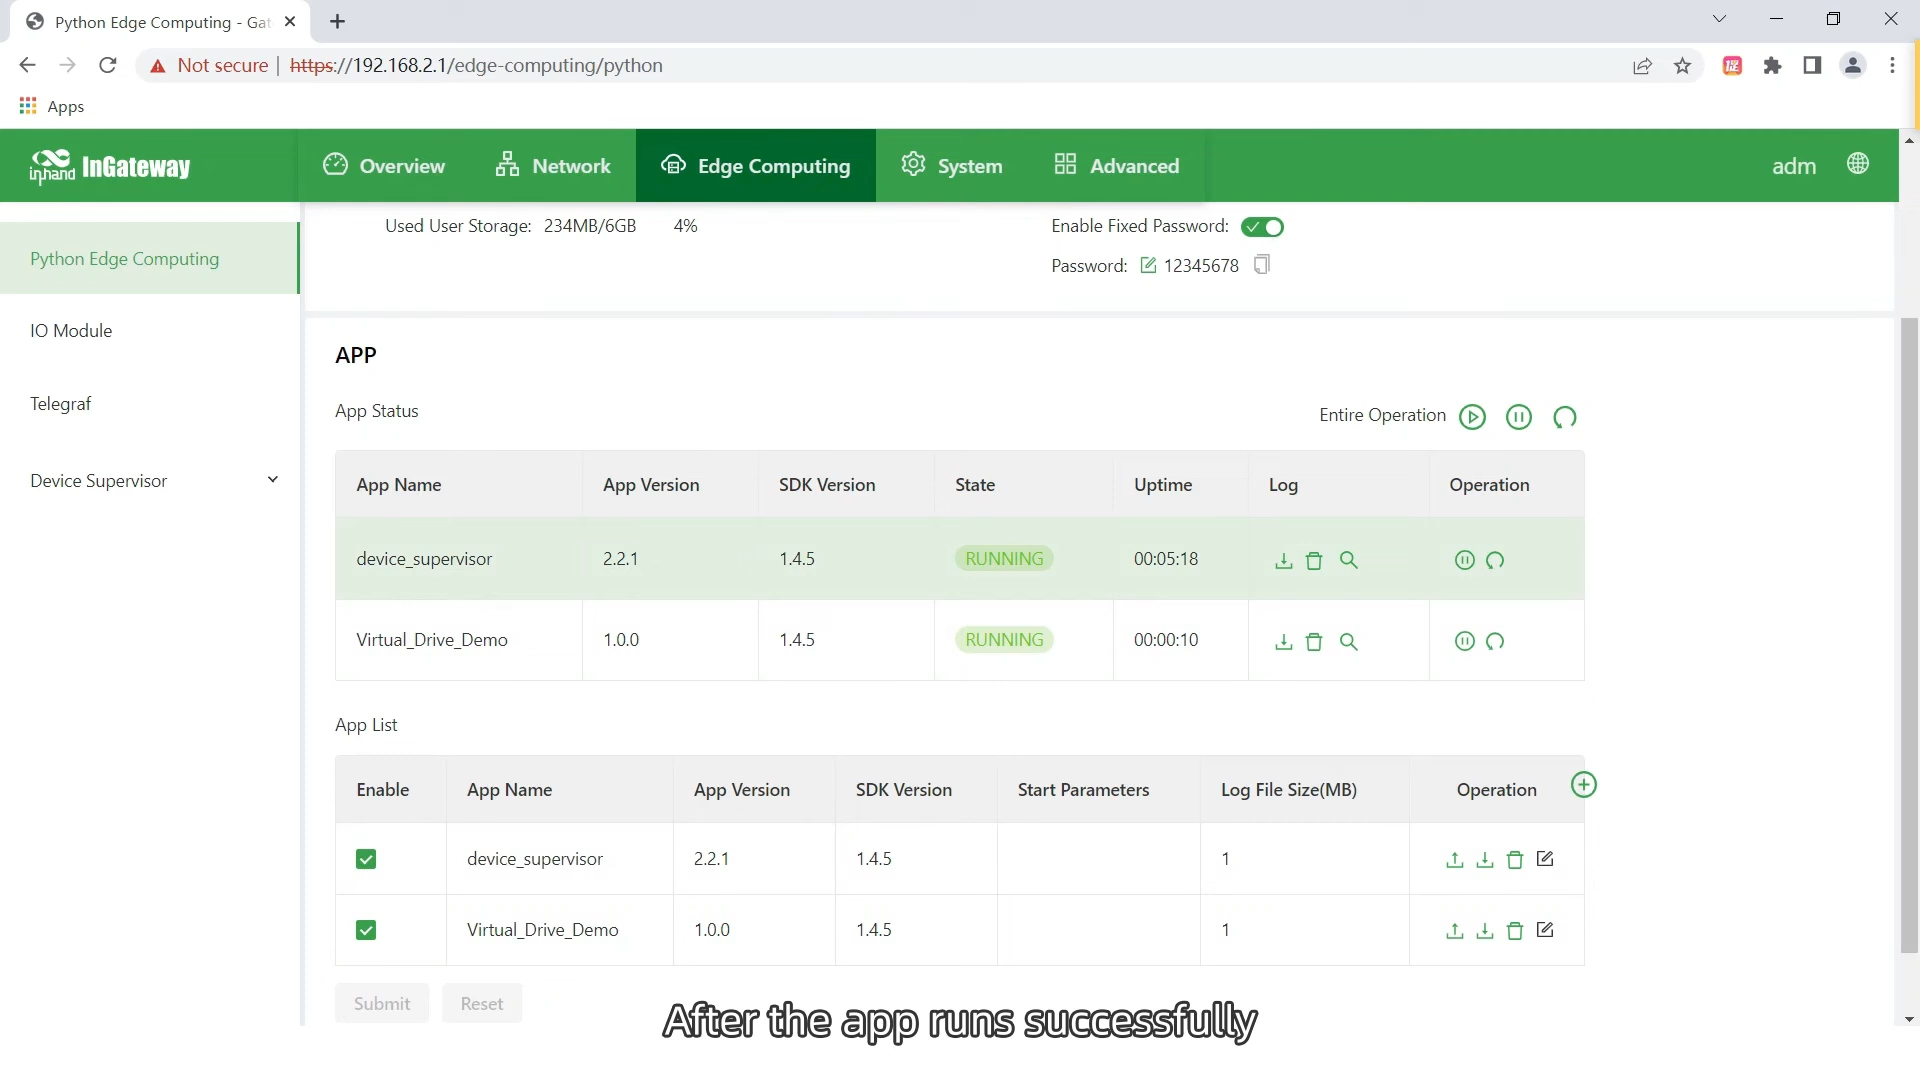 Python Edge Computing - Gat
Not secure | https://192.168.2.1/edge-computing/python
Apps
inhand InGateway
Overview
Network
Edge Computing
System
Advanced
adm
Python Edge Computing
IO Module
Telegraf
Device Supervisor
Used User Storage: 234MB/6GB 4%
Enable Fixed Password:
Password: 12345678
APP
App Status
Entire Operation
App Name App Version SDK Version State Uptime Log Operation
device_supervisor 2.2.1 1.4.5 RUNNING 00:05:18
Virtual_Drive_Demo 1.0.0 1.4.5 RUNNING 00:00:10
App List
Enable App Name App Version SDK Version Start Parameters Log File Size(MB) Operation
device_supervisor 2.2.1 1.4.5 1
Virtual_Drive_Demo 1.0.0 1.4.5 1
Submit Reset
After the app runs successfully